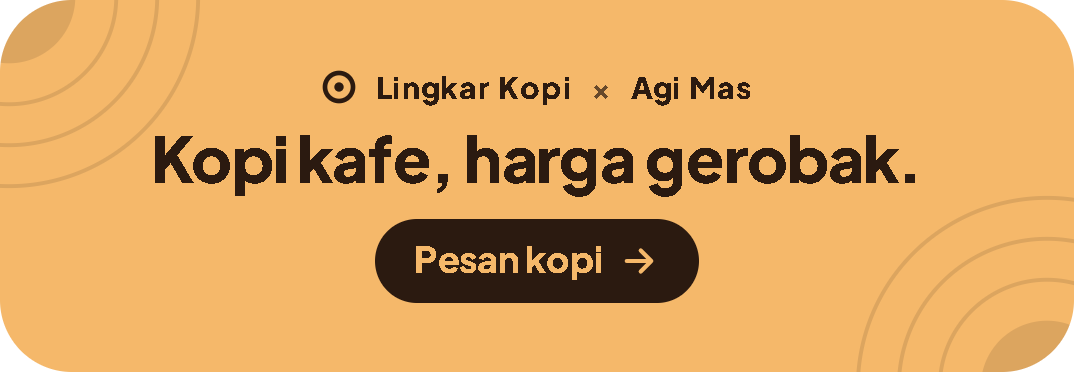 Lingkar Kopi × Agi Mas
Kopi kafe, harga gerobak.
Pesan kopi →